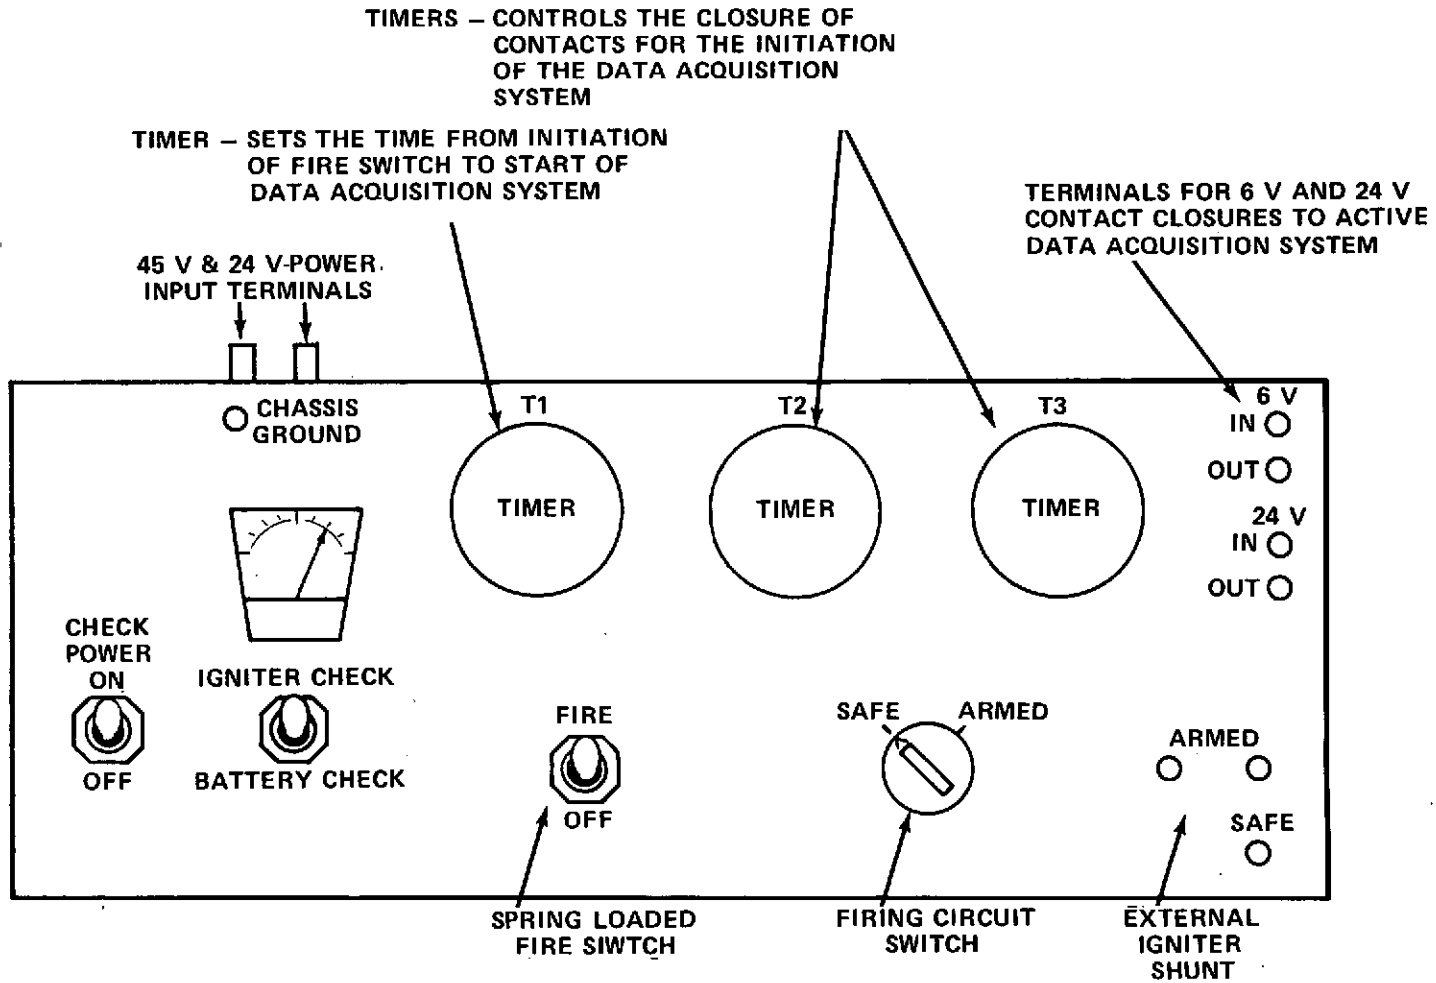 TIMERS – CONTROLS THE CLOSURE OF
CONTACTS FOR THE INITIATION
OF THE DATA ACQUISITION
SYSTEM
TIMER – SETS THE TIME FROM INITIATION
OF FIRE SWITCH TO START OF
DATA ACQUISITION SYSTEM
TERMINALS FOR 6 V AND 24 V
CONTACT CLOSURES TO ACTIVE
DATA ACQUISITION SYSTEM
45 V & 24 V-POWER
INPUT TERMINALS
CHASSIS
GROUND
T1
T2
T3
TIMER
TIMER
TIMER
6 V
IN
OUT
24 V
IN
OUT
CHECK
POWER
ON
OFF
IGNITER CHECK
BATTERY CHECK
FIRE
OFF
SAFE
ARMED
ARMED
SAFE
SPRING LOADED
FIRE SIWTCH
FIRING CIRCUIT
SWITCH
EXTERNAL
IGNITER
SHUNT